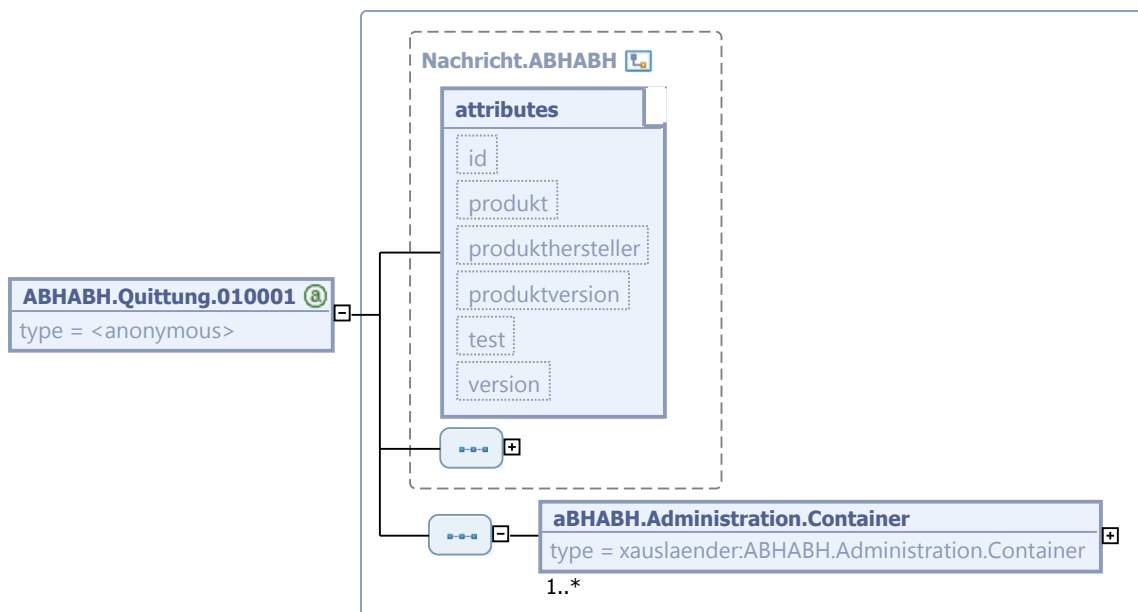 Nachricht.ABHABH
attributes
id
produkt
produkthersteller
produktversion
test
version
ABHABH.Quittung.010001 a
type = <anonymous>
aBHABH.Administration.Container
type = xauslaender:ABHABH.Administration.Container
1..*